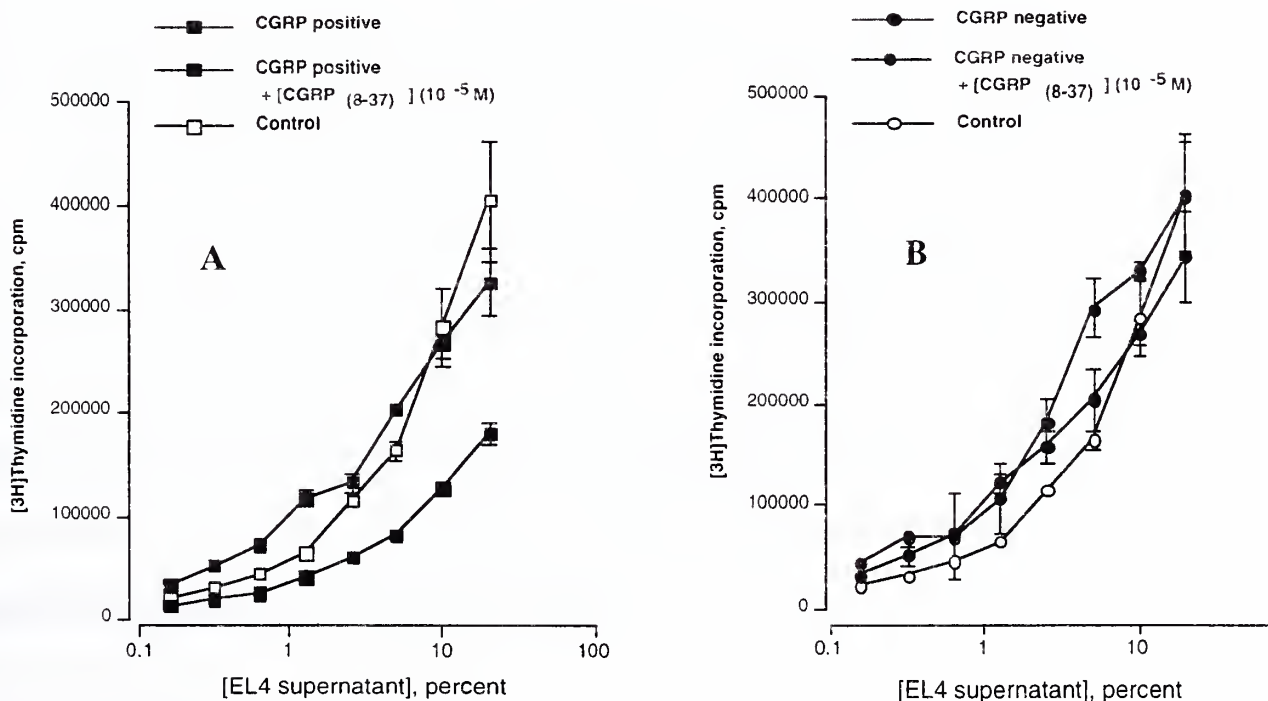 CGRP positive
CGRP positive
+ [CGRP (8-37) ] (10 -5 M)
Control
500000
400000
300000
200000
100000
0
0.1
1
10
100
[3H]Thymidine incorporation, cpm
[EL4 supernatant], percent
A
CGRP negative
CGRP negative
+ [CGRP (8-37) ] (10 -5 M)
Control
500000
400000
300000
200000
100000
0
0.1
1
10
[3H]Thymidine incorporation, cpm
[EL4 supernatant], percent
B